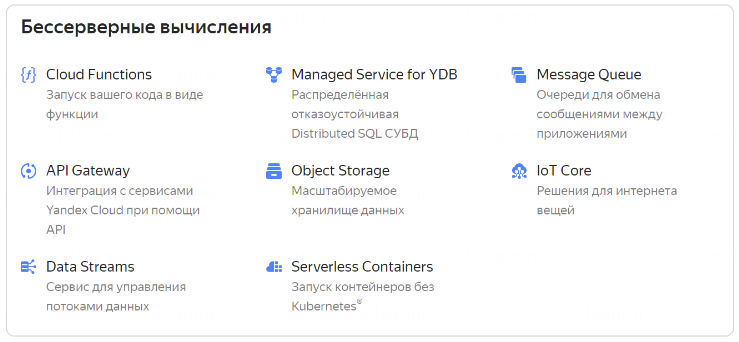 Бессерверные вычисления
Cloud Functions
Запуск вашего кода в виде
функции
Managed Service for YDB
Распределённая
отказоустойчивая
Distributed SQL СУБД
Message Queue
Очереди для обмена
сообщениями между
приложениями
API Gateway
Интеграция с сервисами
Yandex Cloud при помощи
API
Object Storage
Масштабируемое
хранилище данных
IoT Core
Решения для интернета
вещей
Data Streams
Сервис для управления
потоками данных
Serverless Containers
Запуск контейнеров без
Kubernetes®